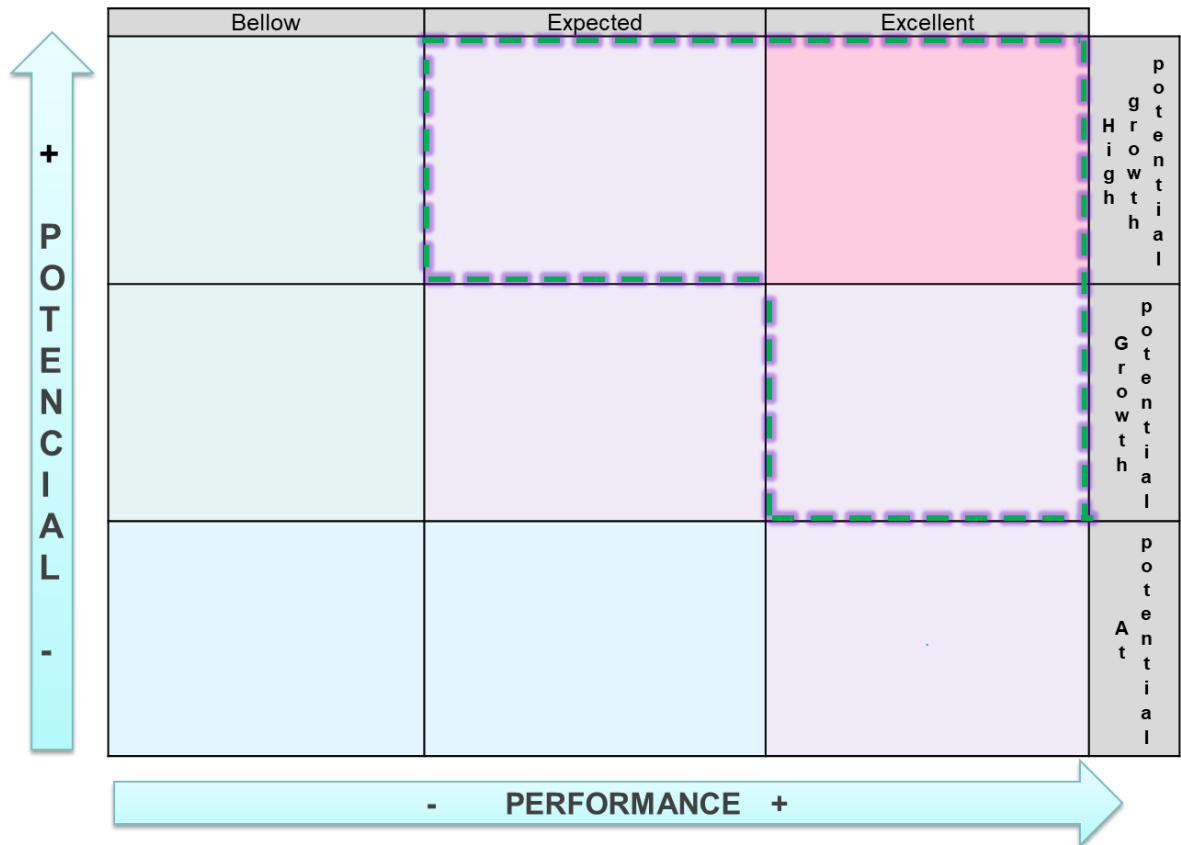 Bellow Expected Excellent
+ POTENCIAL -
High growth potential
Growth potential
At potential
- PERFORMANCE +